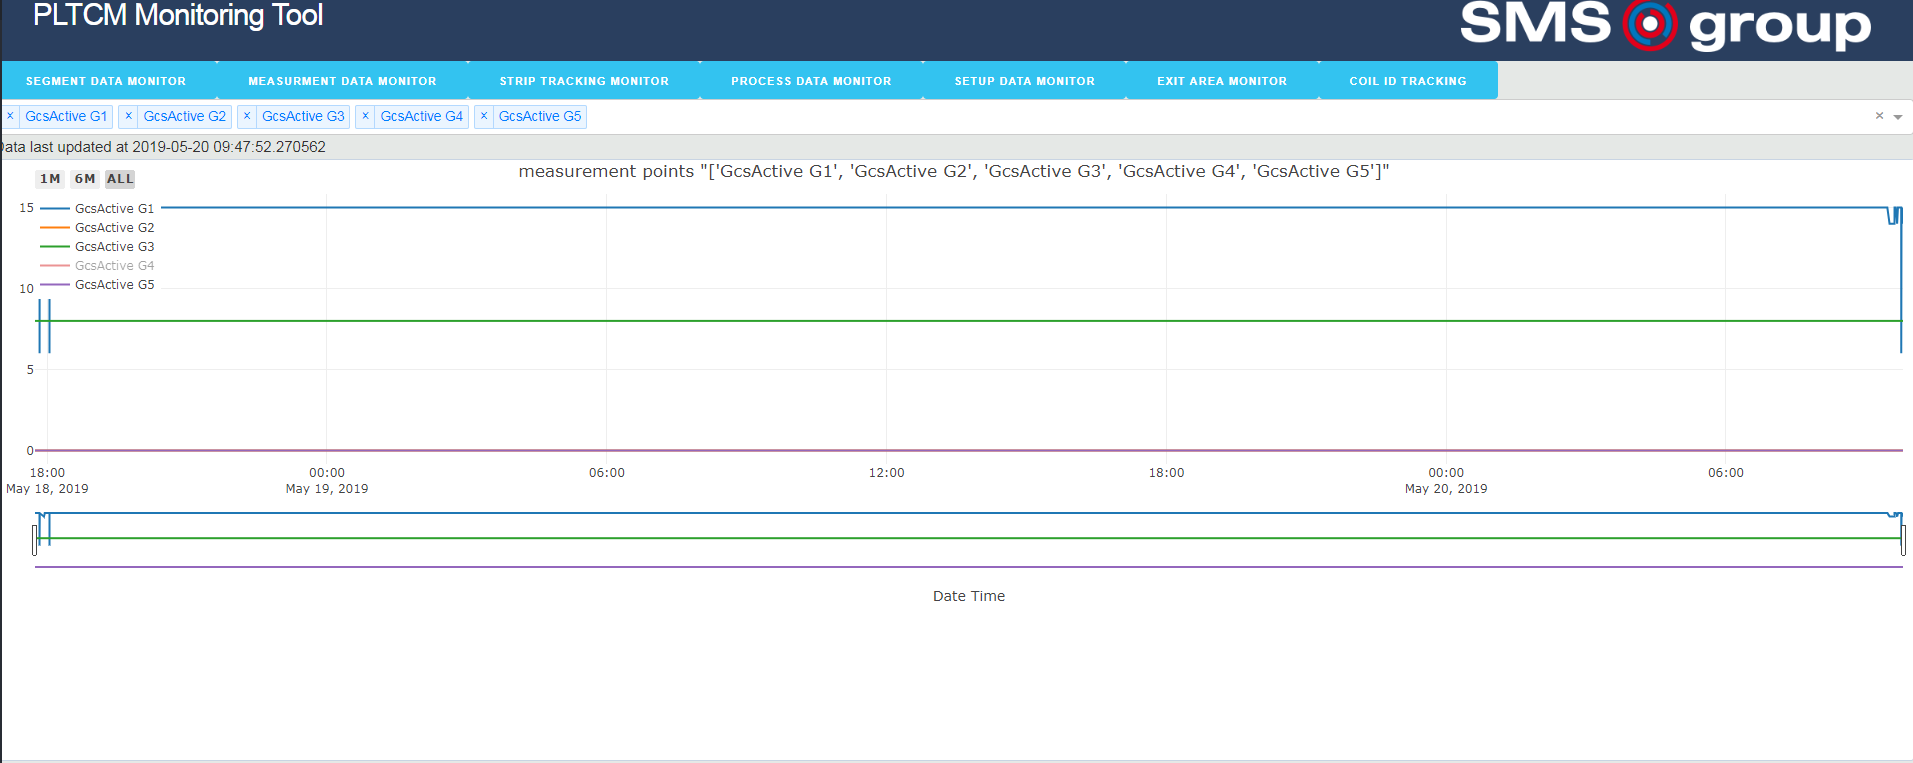 PLTCM Monitoring Tool
SMS group
SEGMENT DATA MONITOR MEASURMENT DATA MONITOR STRIP TRACKING MONITOR PROCESS DATA MONITOR SETUP DATA MONITOR EXIT AREA MONITOR COIL ID TRACKING
× GcsActive G1 × GcsActive G2 × GcsActive G3 × GcsActive G4 × GcsActive G5 ×
ata last updated at 2019-05-20 09:47:52.270562
measurement points "['GcsActive G1', 'GcsActive G2', 'GcsActive G3', 'GcsActive G4', 'GcsActive G5']"
1M 6M ALL
15
10
5
0
GcsActive G1
GcsActive G2
GcsActive G3
GcsActive G4
GcsActive G5
18:00 00:00 06:00 12:00 18:00 00:00 06:00
May 18, 2019 May 19, 2019 May 20, 2019
Date Time